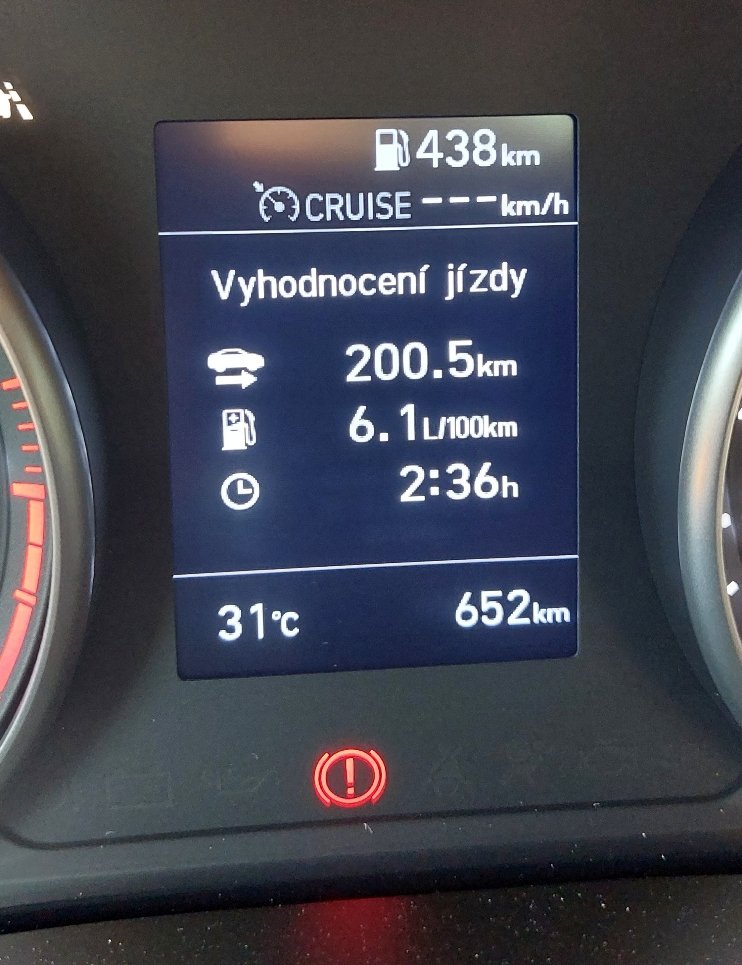 438km
CRUISE ---km/h
Vyhodnocení jízdy
200.5km
6.1L/100km
2:36h
31°C 652km